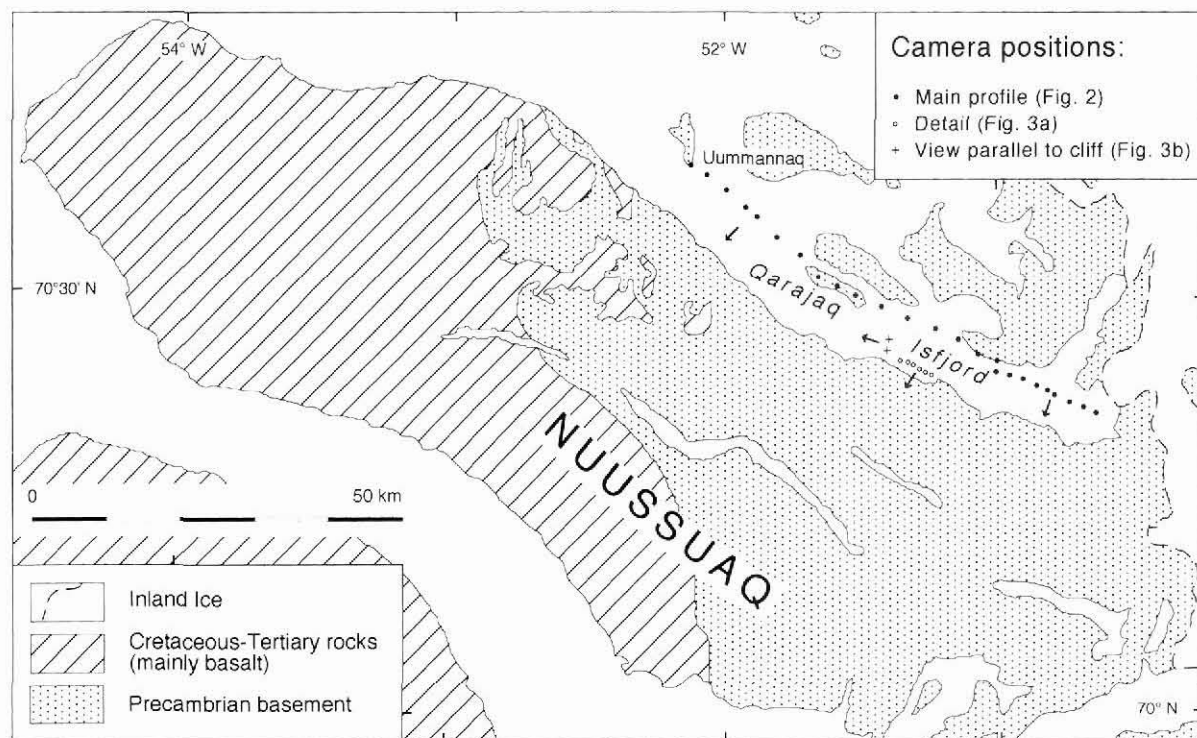 54° W
52° W
Camera positions:
Main profile (Fig. 2)
Detail (Fig. 3a)
+ View parallel to cliff (Fig. 3b)
Uummannaq
70°30' N
Qarajaq
Isfjord
NUUSSUAQ
0 50 km
Inland Ice
Cretaceous-Tertiary rocks
(mainly basalt)
Precambrian basement
70° N